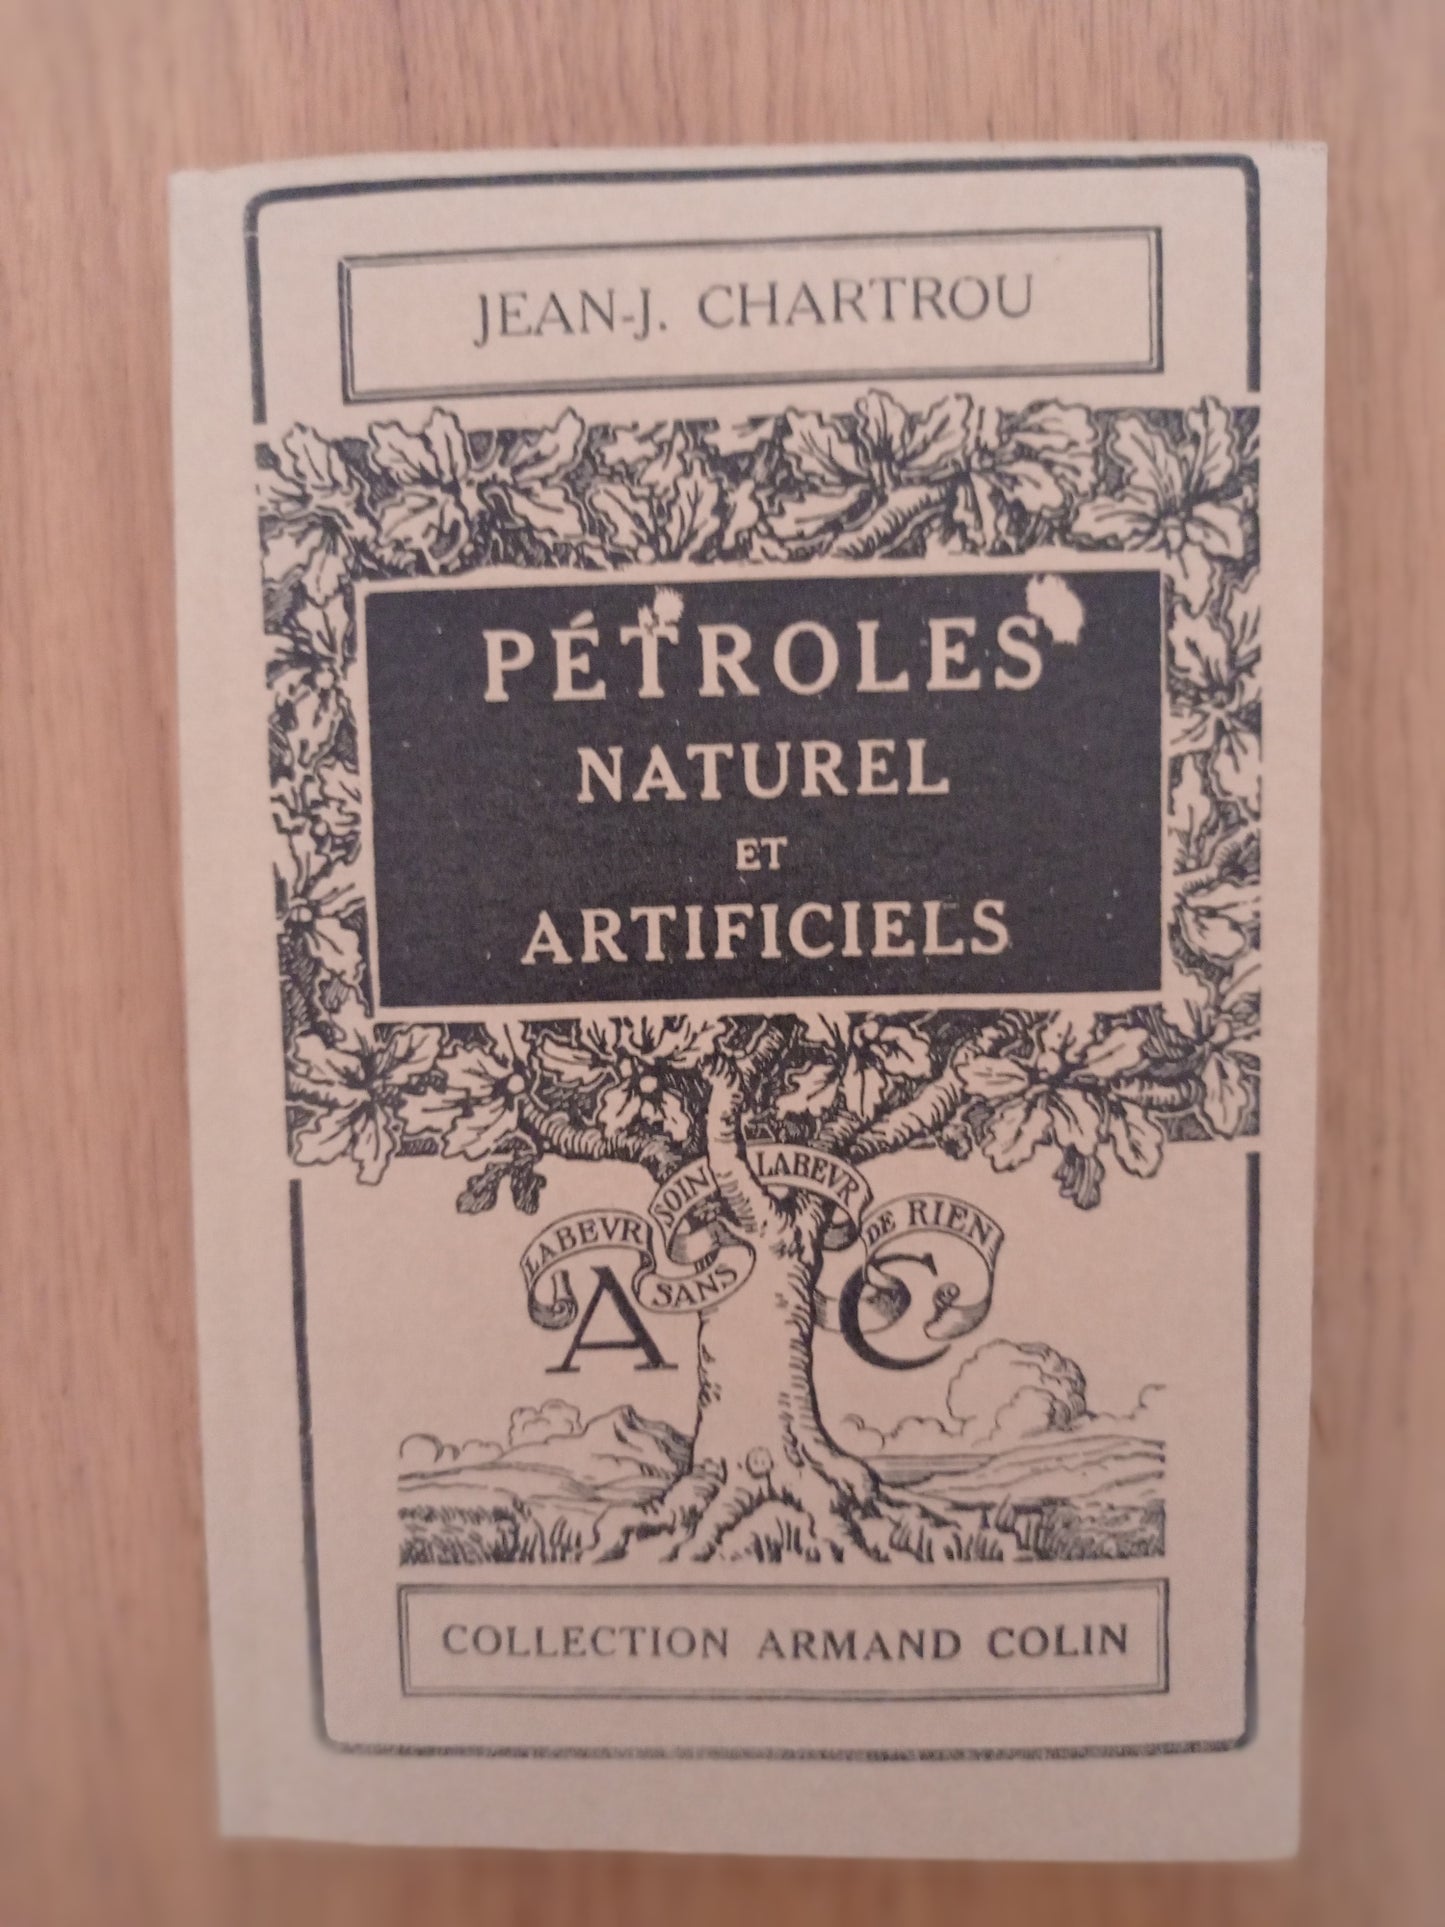 JEAN-J. CHARTROU
PÉTROLES
NATUREL
ET
ARTIFICIELS
LABEVR SANS SOIN LABEVR DE RIEN
A C
COLLECTION ARMAND COLIN